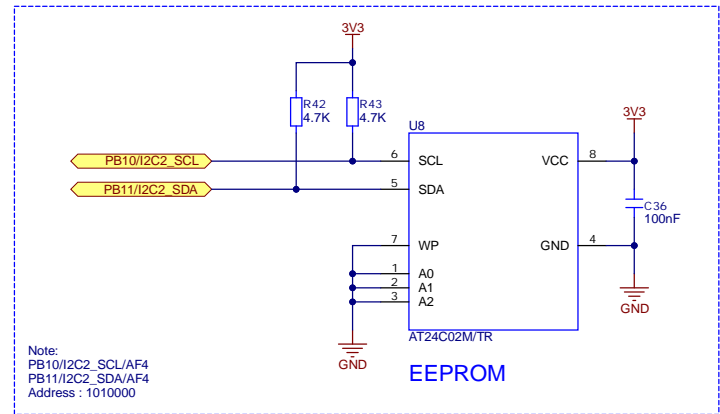 3V3
R42
4.7K
R43
4.7K
3V3
U8
PB10/I2C2_SCL
6
SCL
VCC
8
PB11/I2C2_SDA
5
SDA
C36
100nF
7
WP
GND
4
1
A0
2
A1
3
A2
GND
AT24C02M/TR
GND
EEPROM
Note:
PB10/I2C2_SCL/AF4
PB11/I2C2_SDA/AF4
Address : 1010000